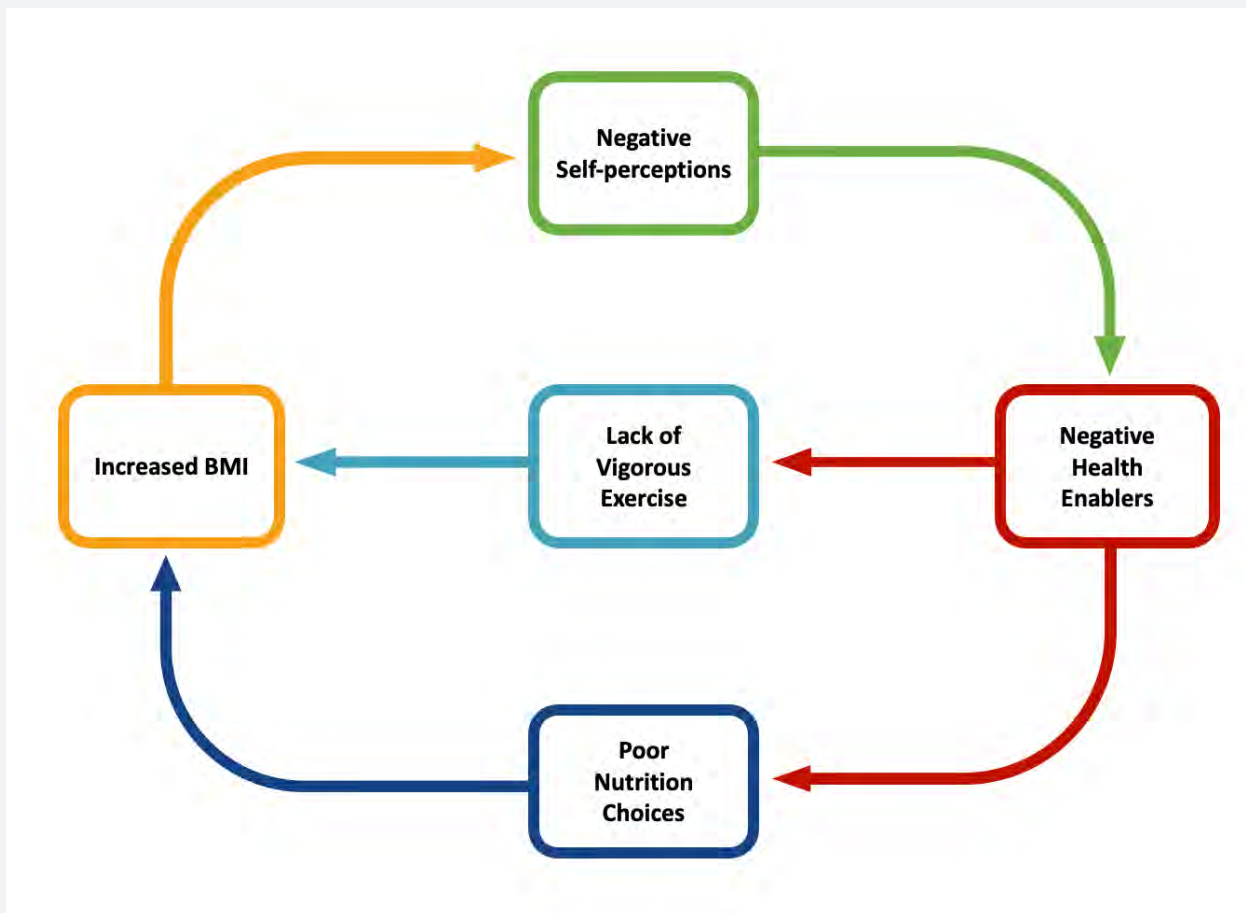 Negative
Self-perceptions
Increased BMI
Lack of
Vigorous
Exercise
Negative
Health
Enablers
Poor
Nutrition
Choices